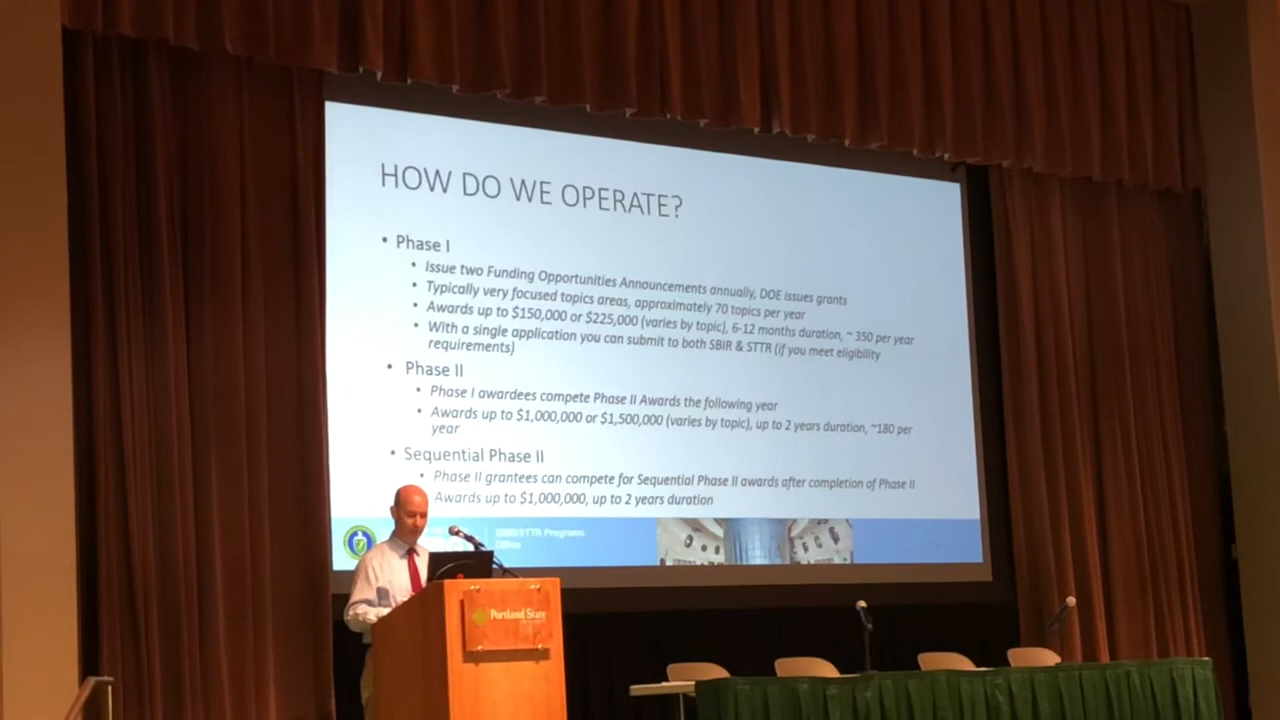 HOW DO WE OPERATE?
• Phase I
• Issue two Funding Opportunities Announcements annually, DOE issues grants
• Typically very focused topics areas, approximately 70 topics per year
• Awards up to $150,000 or $225,000 (varies by topic), 6-12 months duration, ~ 350 per year
• With a single application you can submit to both SBIR & STTR (if you meet eligibility
requirements)
• Phase II
• Phase I awardees compete Phase II Awards the following year
• Awards up to $1,000,000 or $1,500,000 (varies by topic), up to 2 years duration, ~180 per
year
• Sequential Phase II
• Phase II grantees can compete for Sequential Phase II awards after completion of Phase II
Awards up to $1,000,000, up to 2 years duration
SBIR/STTR Programs
Office
Portland State